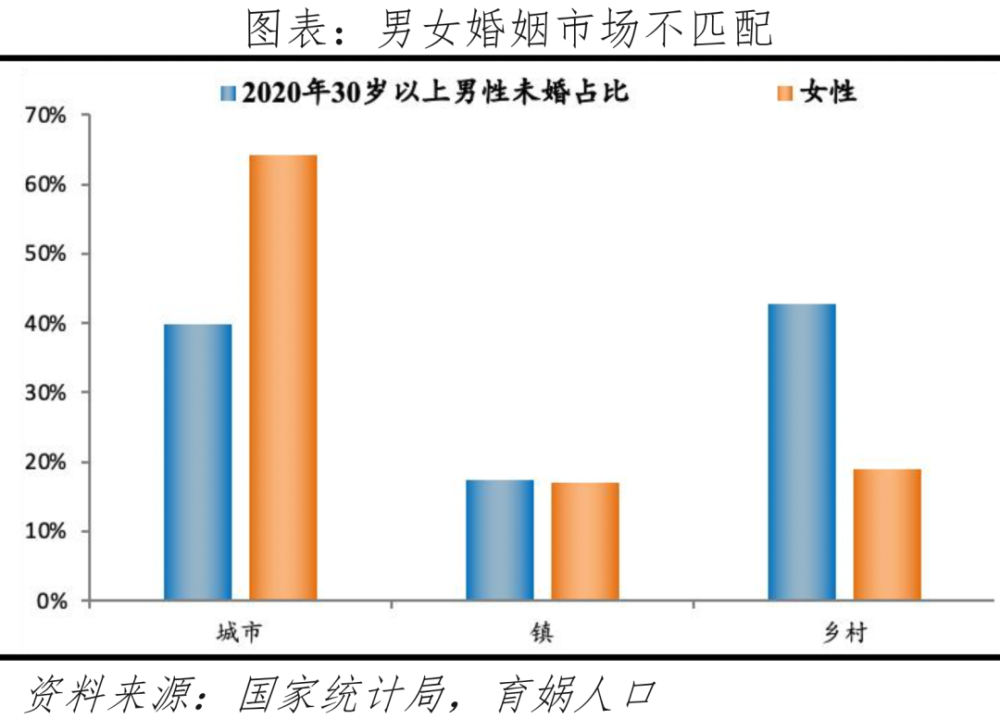 图表：男女婚姻市场不匹配
2020年30岁以上男性未婚占比 女性
70%
60%
50%
40%
30%
20%
10%
0%
城市 镇 乡村
资料来源：国家统计局，育娲人口